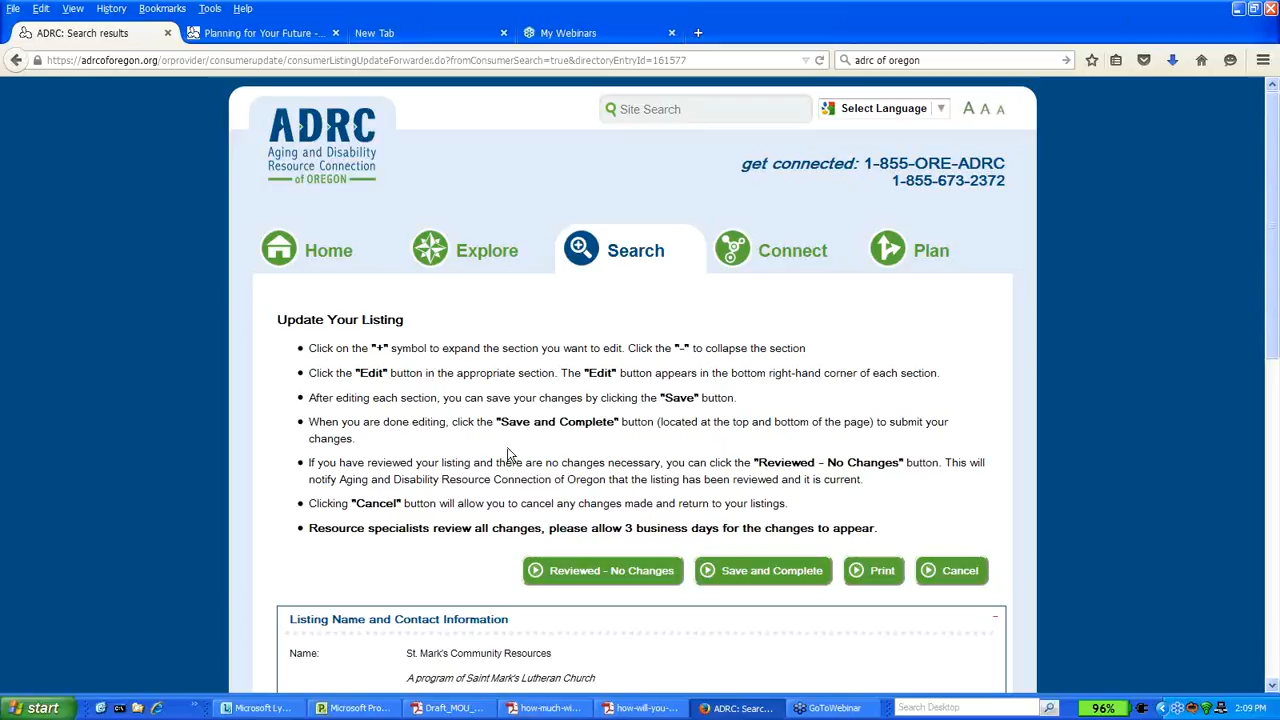 File Edit View History Bookmarks Tools Help
ADRC: Search results × Planning for Your Future -... × New Tab × My Webinars × +
https://adrcoforegon.org/orprovider/consumerupdate/consumerListingUpdateForwarder.do?fromConsumerSearch=true&directoryEntryId=161577 adrc of oregon
ADRC
Aging and Disability
Resource Connection
of OREGON
Site Search Select Language A A A
get connected: 1-855-ORE-ADRC
1-855-673-2372
Home Explore Search Connect Plan
Update Your Listing
• Click on the "+" symbol to expand the section you want to edit. Click the "-" to collapse the section
• Click the "Edit" button in the appropriate section. The "Edit" button appears in the bottom right-hand corner of each section.
• After editing each section, you can save your changes by clicking the "Save" button.
• When you are done editing, click the "Save and Complete" button (located at the top and bottom of the page) to submit your
changes.
• If you have reviewed your listing and there are no changes necessary, you can click the "Reviewed - No Changes" button. This will
notify Aging and Disability Resource Connection of Oregon that the listing has been reviewed and it is current.
• Clicking "Cancel" button will allow you to cancel any changes made and return to your listings.
• Resource specialists review all changes, please allow 3 business days for the changes to appear.
Reviewed - No Changes Save and Complete Print Cancel
Listing Name and Contact Information −
Name: St. Mark's Community Resources
A program of Saint Mark's Lutheran Church
start Microsoft Ly... Microsoft Pro... Draft_MOU_... how-much-wi... how-will-you-... ADRC: Searc... GoToWebinar Search Desktop 96% 2:09 PM